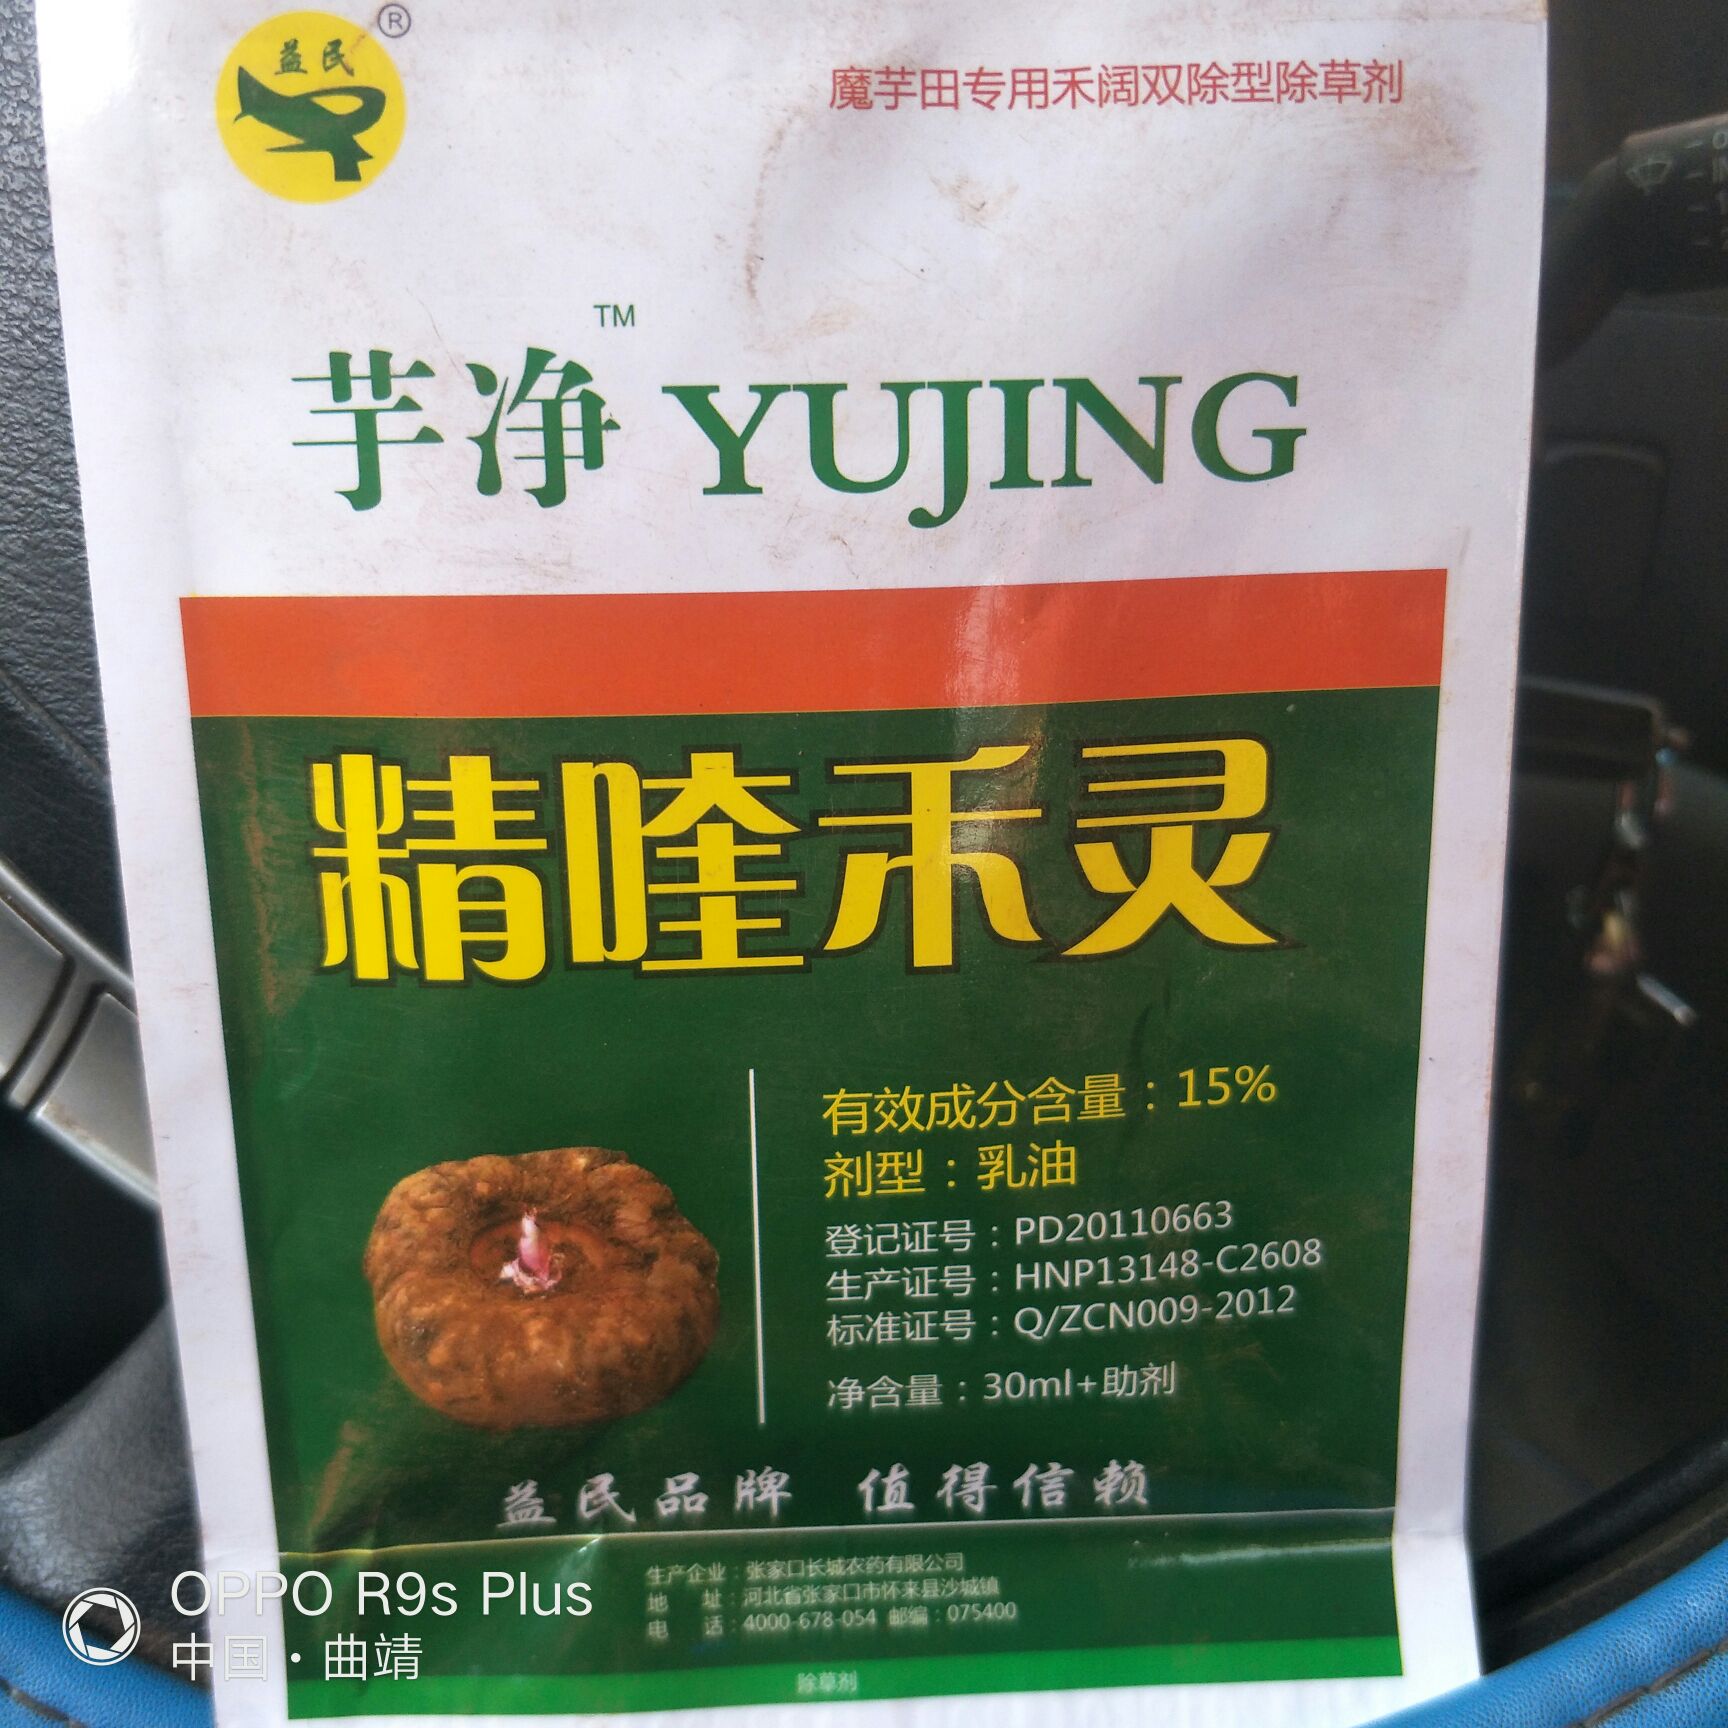 益民
®
魔芋田专用禾阔双除型除草剂
TM
芋净 YUJING
精喹禾灵
有效成分含量：15%
剂型：乳油
登记证号：PD20110663
生产证号：HNP13148-C2608
标准证号：Q/ZCN009-2012
净含量：30ml+助剂
益民品牌 值得信赖
生产企业：张家口长城农药有限公司
地 址：河北省张家口市怀来县沙城镇
电 话：4000-678-054 邮编：075400
除草剂
OPPO R9s Plus
中国·曲靖